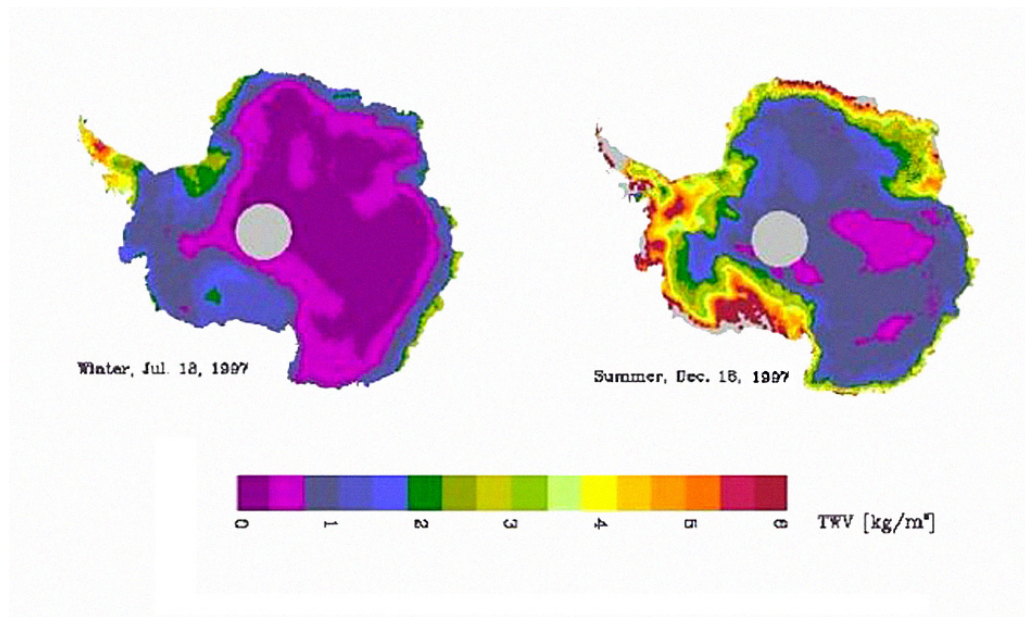 Winter, Jul. 18, 1997
Summer, Dec. 18, 1997
0 1 2 3 4 5 6 TWV [kg/m²]